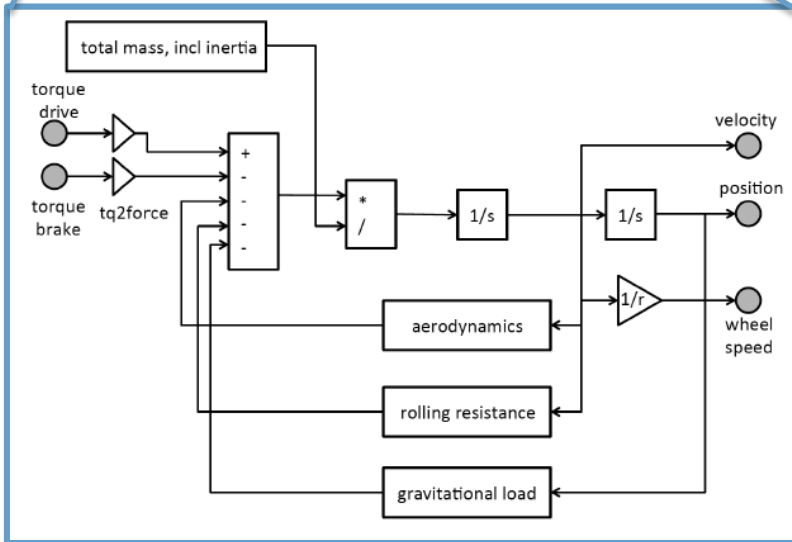 total mass, incl inertia
torque
drive
torque
brake
tq2force
+
-
-
-
-
*
/
1/s
1/s
velocity
position
1/r
wheel
speed
aerodynamics
rolling resistance
gravitational load